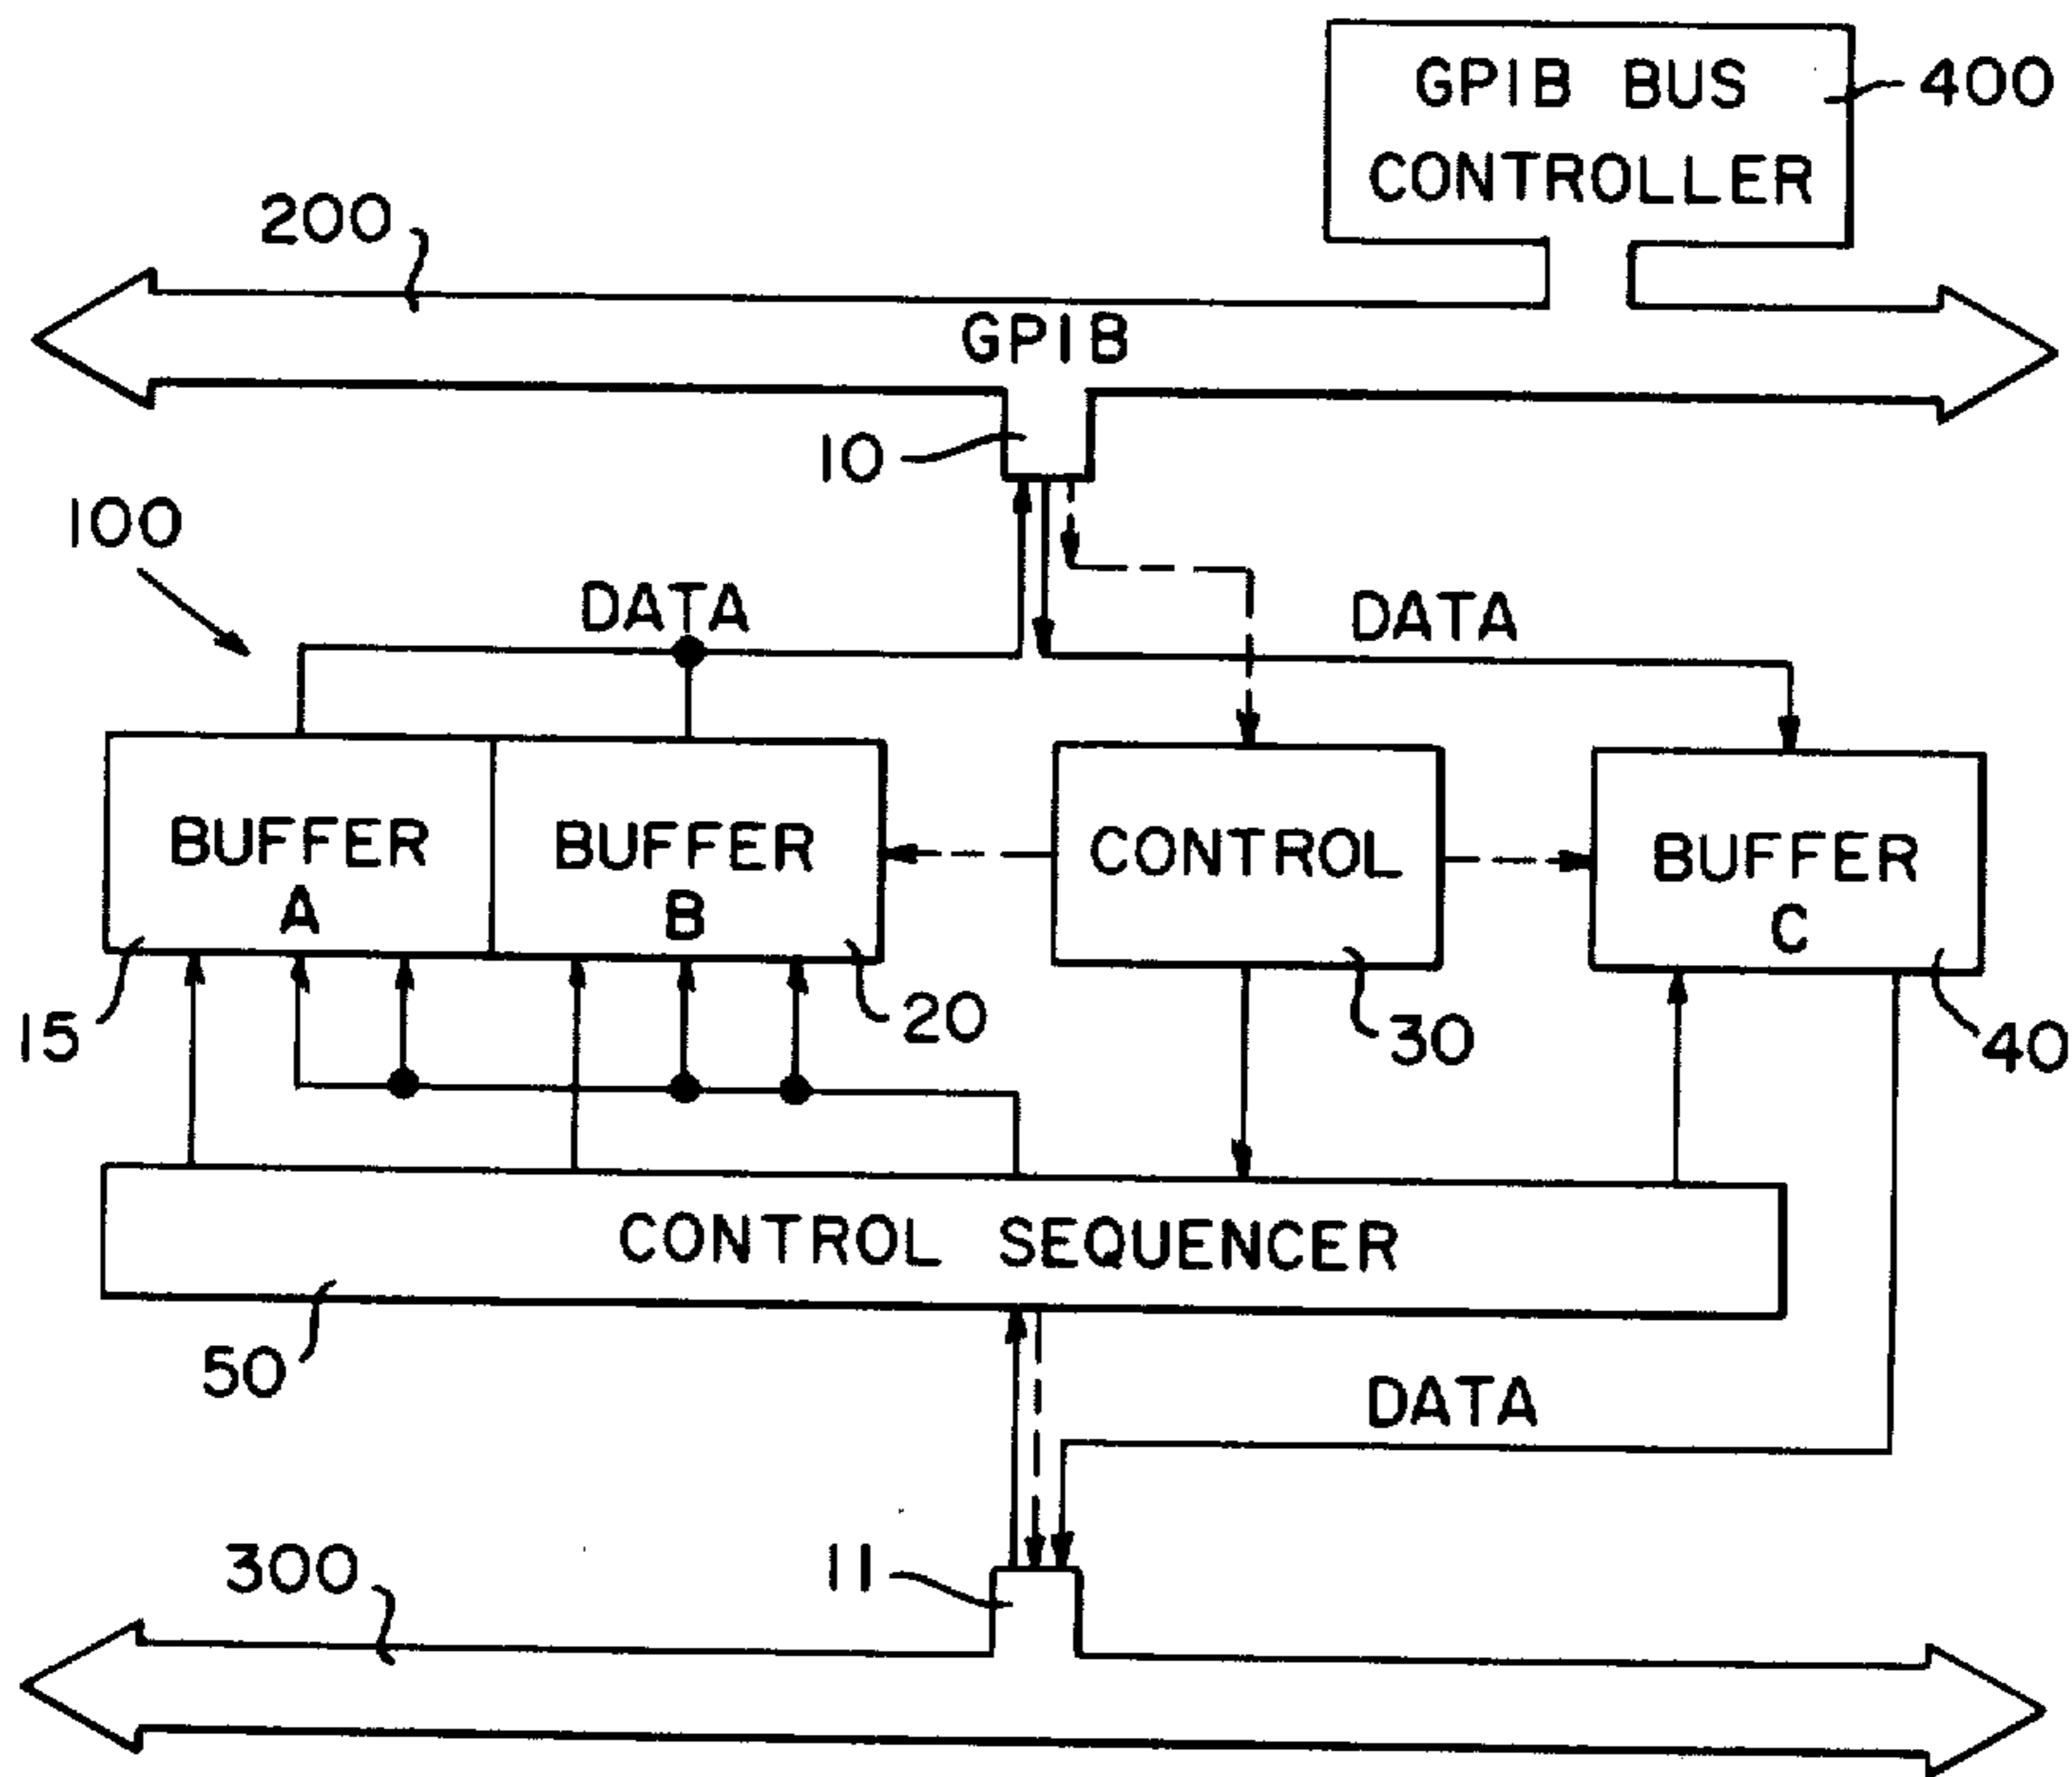 GPIB BUS
CONTROLLER
400
200
GPIB
10
100
DATA
DATA
BUFFER
A
BUFFER
B
CONTROL
BUFFER
C
15
20
30
40
CONTROL SEQUENCER
50
DATA
300
11